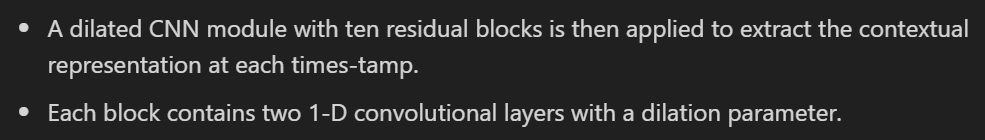 • A dilated CNN module with ten residual blocks is then applied to extract the contextual
representation at each times-tamp.
• Each block contains two 1-D convolutional layers with a dilation parameter.